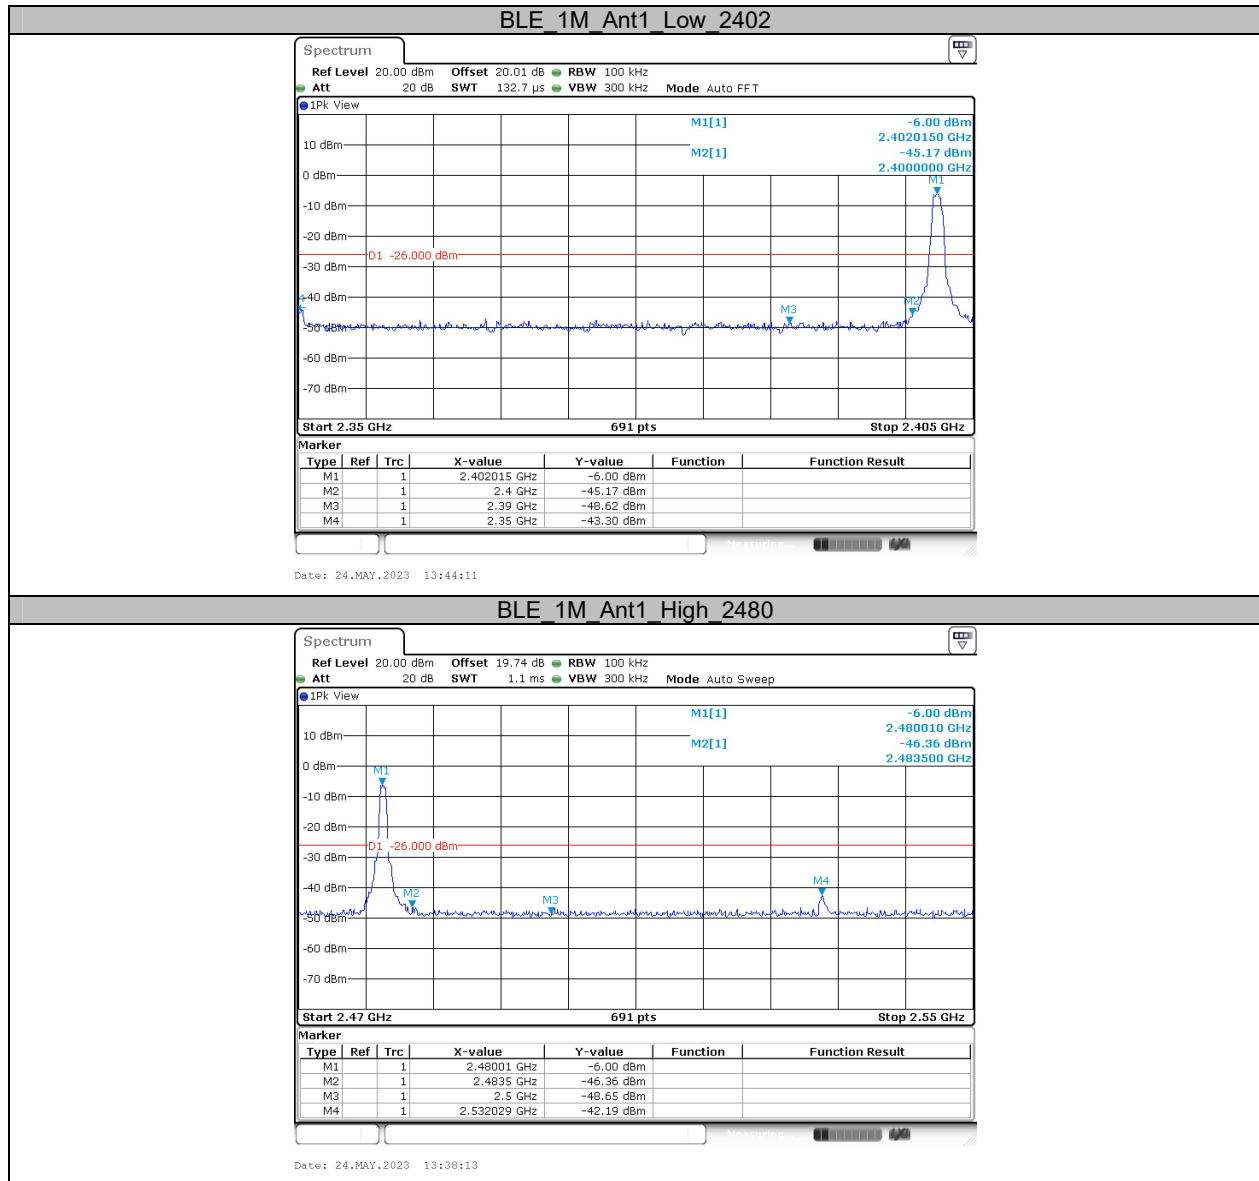 BLE_1M_Ant1_Low_2402
Spectrum
Ref Level 20.00 dBm Offset 20.01 dB RBW 100 kHz
Att 20 dB SWT 132.7 µs VBW 300 kHz Mode Auto FFT
1Pk View
M1[1] -6.00 dBm
2.4020150 GHz
M2[1] -45.17 dBm
2.4000000 GHz
10 dBm
0 dBm
M1
-10 dBm
-20 dBm
D1 -26.000 dBm
-30 dBm
-40 dBm
M2
M3
-50 dBm
-60 dBm
-70 dBm
Start 2.35 GHz 691 pts Stop 2.405 GHz
Marker
Type Ref Trc X-value Y-value Function Function Result
M1 1 2.402015 GHz -6.00 dBm
M2 1 2.4 GHz -45.17 dBm
M3 1 2.39 GHz -48.62 dBm
M4 1 2.35 GHz -43.30 dBm
Date: 24.MAY.2023 13:44:11
BLE_1M_Ant1_High_2480
Spectrum
Ref Level 20.00 dBm Offset 19.74 dB RBW 100 kHz
Att 20 dB SWT 1.1 ms VBW 300 kHz Mode Auto Sweep
1Pk View
M1[1] -6.00 dBm
2.480010 GHz
M2[1] -46.36 dBm
2.483500 GHz
10 dBm
0 dBm
M1
-10 dBm
-20 dBm
D1 -26.000 dBm
-30 dBm
-40 dBm
M4
M2
M3
-50 dBm
-60 dBm
-70 dBm
Start 2.47 GHz 691 pts Stop 2.55 GHz
Marker
Type Ref Trc X-value Y-value Function Function Result
M1 1 2.48001 GHz -6.00 dBm
M2 1 2.4835 GHz -46.36 dBm
M3 1 2.5 GHz -48.65 dBm
M4 1 2.532029 GHz -42.19 dBm
Date: 24.MAY.2023 13:38:13